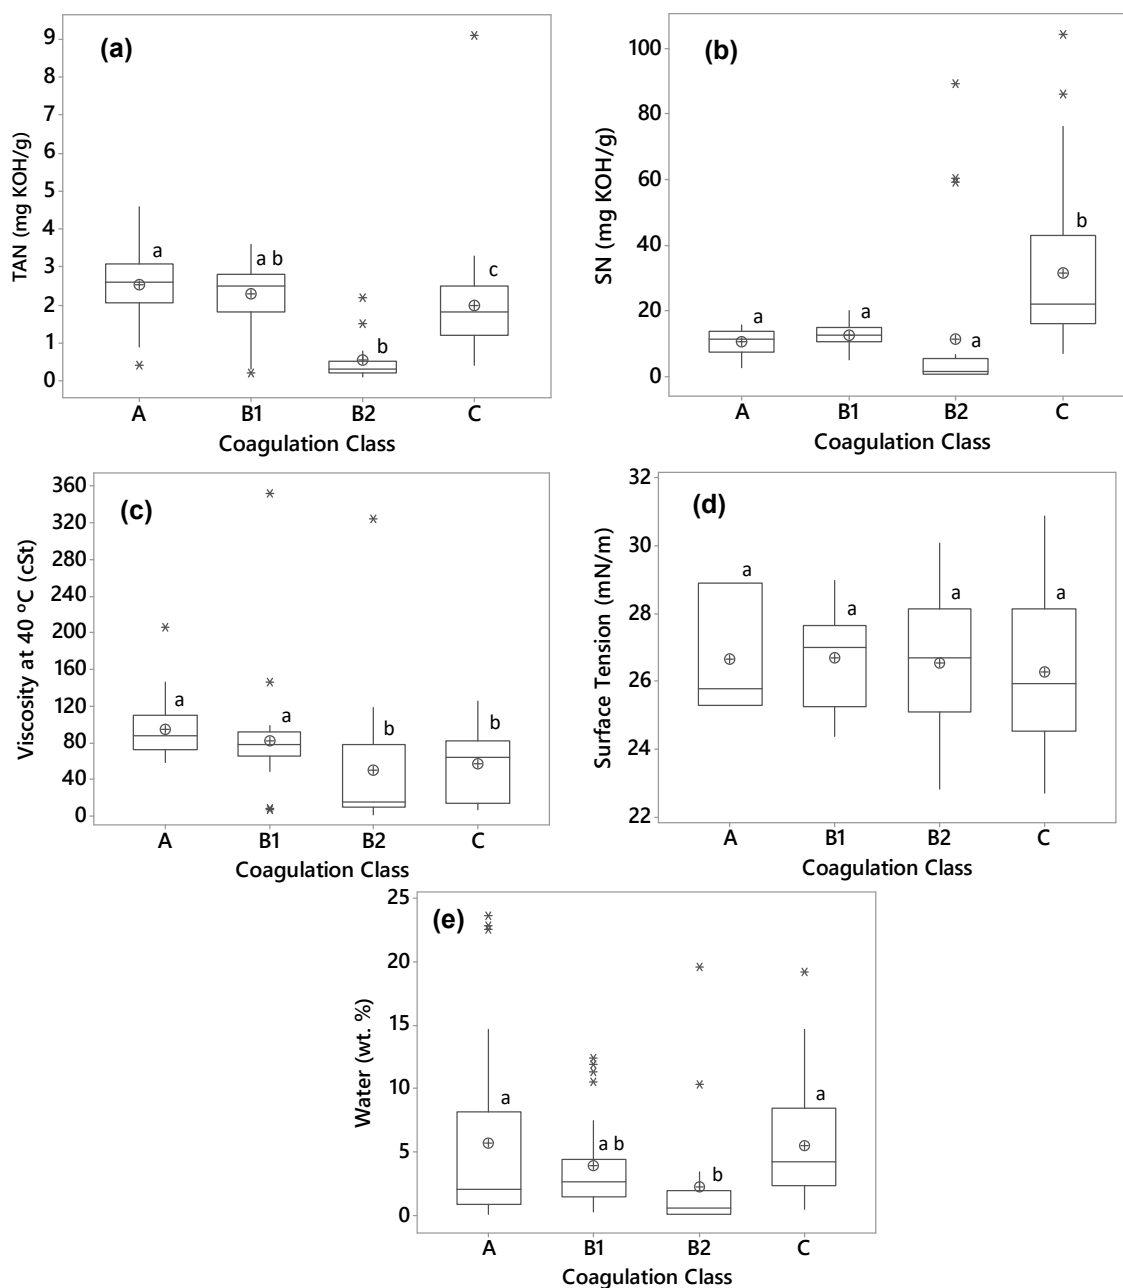 (a)
TAN (mg KOH/g)
9
8
7
6
5
4
3
2
1
0
a
a b
b
c
A B1 B2 C
Coagulation Class
(b)
SN (mg KOH/g)
100
80
60
40
20
0
a
a
a
b
A B1 B2 C
Coagulation Class
(c)
Viscosity at 40 ºC (cSt)
360
320
280
240
200
160
120
80
40
0
a
a
b
b
A B1 B2 C
Coagulation Class
(d)
Surface Tension (mN/m)
32
30
28
26
24
22
a
a
a
a
A B1 B2 C
Coagulation Class
(e)
Water (wt. %)
25
20
15
10
5
0
a
a b
b
a
A B1 B2 C
Coagulation Class